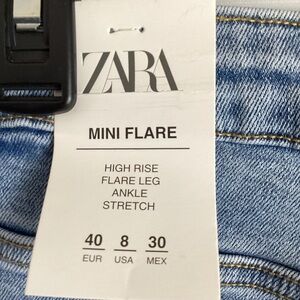 ZARA
MINI FLARE
HIGH RISE
FLARE LEG
ANKLE
STRETCH
40 8 30
EUR USA MEX